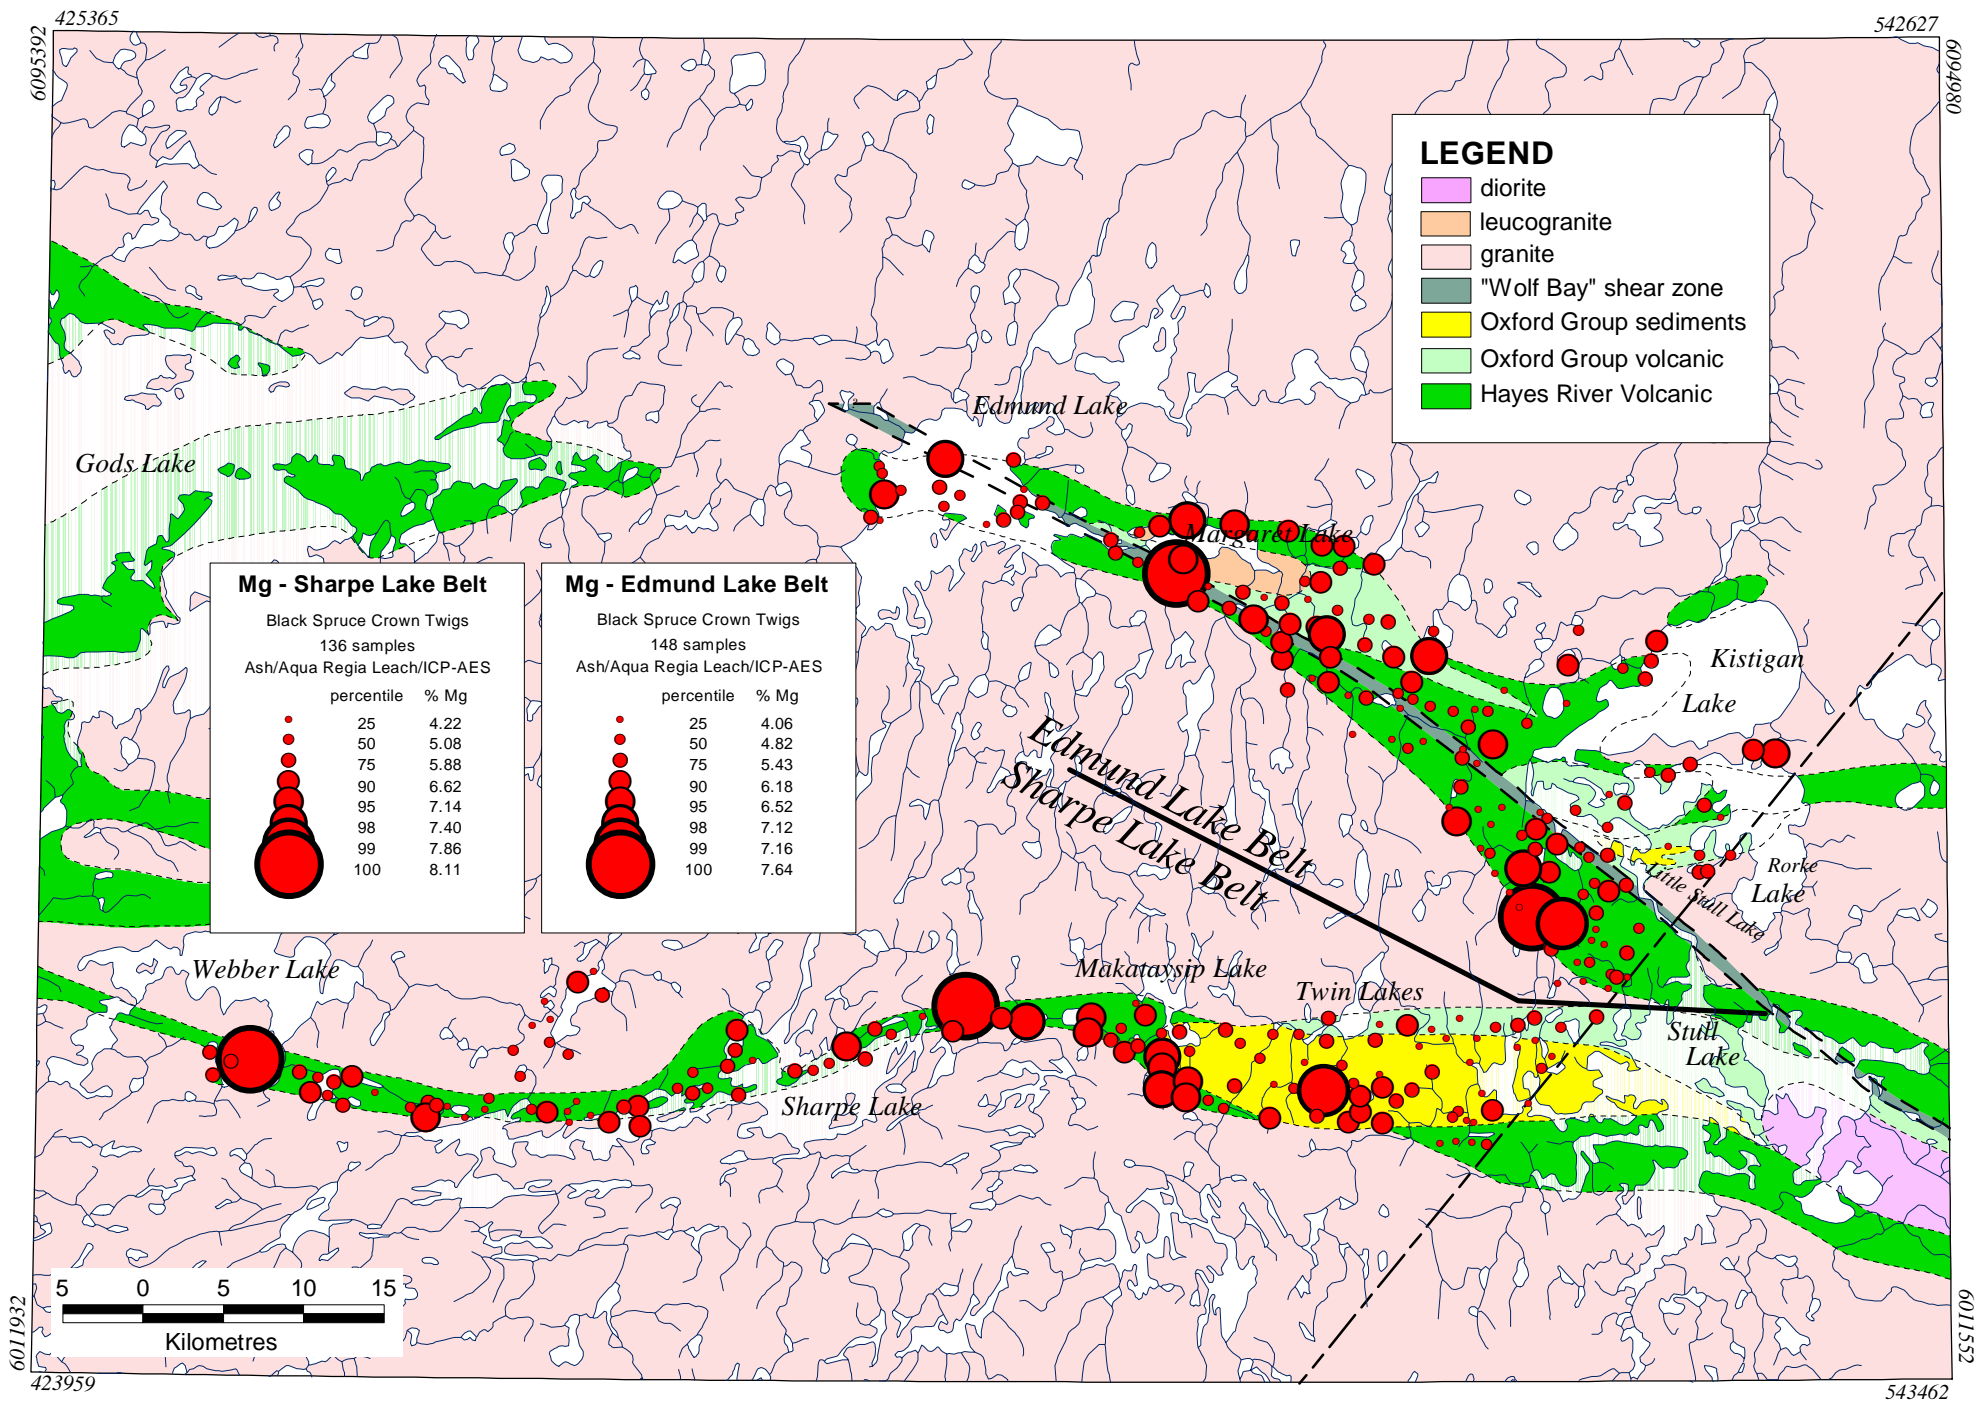 425365
542627
6095392
6094980
LEGEND
diorite
leucogranite
granite
"Wolf Bay" shear zone
Oxford Group sediments
Oxford Group volcanic
Hayes River Volcanic
Edmund Lake
Gods Lake
Margaret Lake
Mg - Sharpe Lake Belt
Black Spruce Crown Twigs
136 samples
Ash/Aqua Regia Leach/ICP-AES
percentile % Mg
25 4.22
50 5.08
75 5.88
90 6.62
95 7.14
98 7.40
99 7.86
100 8.11
Mg - Edmund Lake Belt
Black Spruce Crown Twigs
148 samples
Ash/Aqua Regia Leach/ICP-AES
percentile % Mg
25 4.06
50 4.82
75 5.43
90 6.18
95 6.52
98 7.12
99 7.16
100 7.64
Kistigan
Lake
Edmund Lake Belt
Sharpe Lake Belt
Rorke
Lake
Little Stull Lake
Webber Lake
Makataysip Lake
Twin Lakes
Stull
Lake
Sharpe Lake
5 0 5 10 15
Kilometres
6011932
6011552
423959
543462